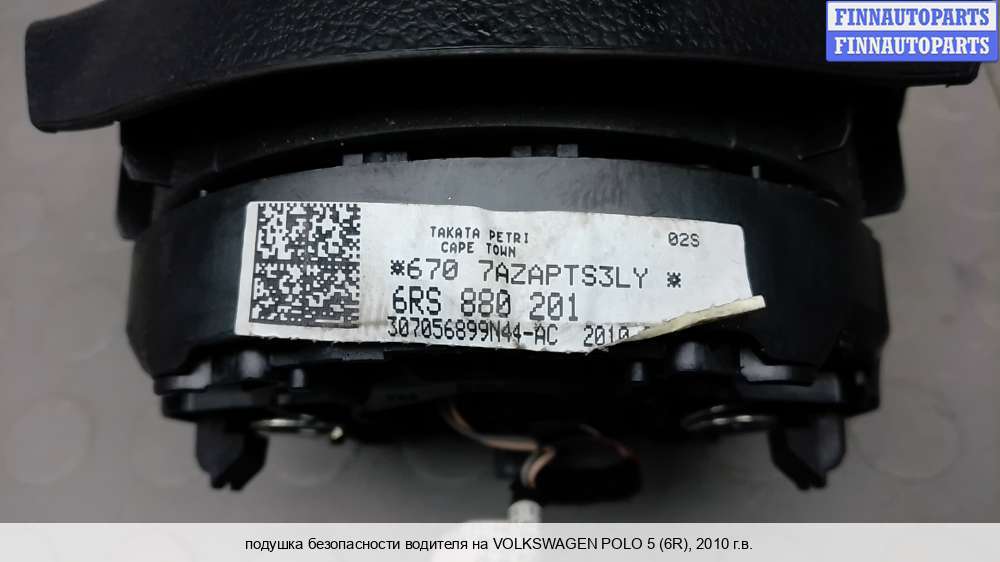 FINNAUTOPARTS
FINNAUTOPARTS
TAKATA PETRI
CAPE TOWN
02S
*670 7AZAPTS3LY *
6RS 880 201
307056899N44-AC 2010
подушка безопасности водителя на VOLKSWAGEN POLO 5 (6R), 2010 г.в.